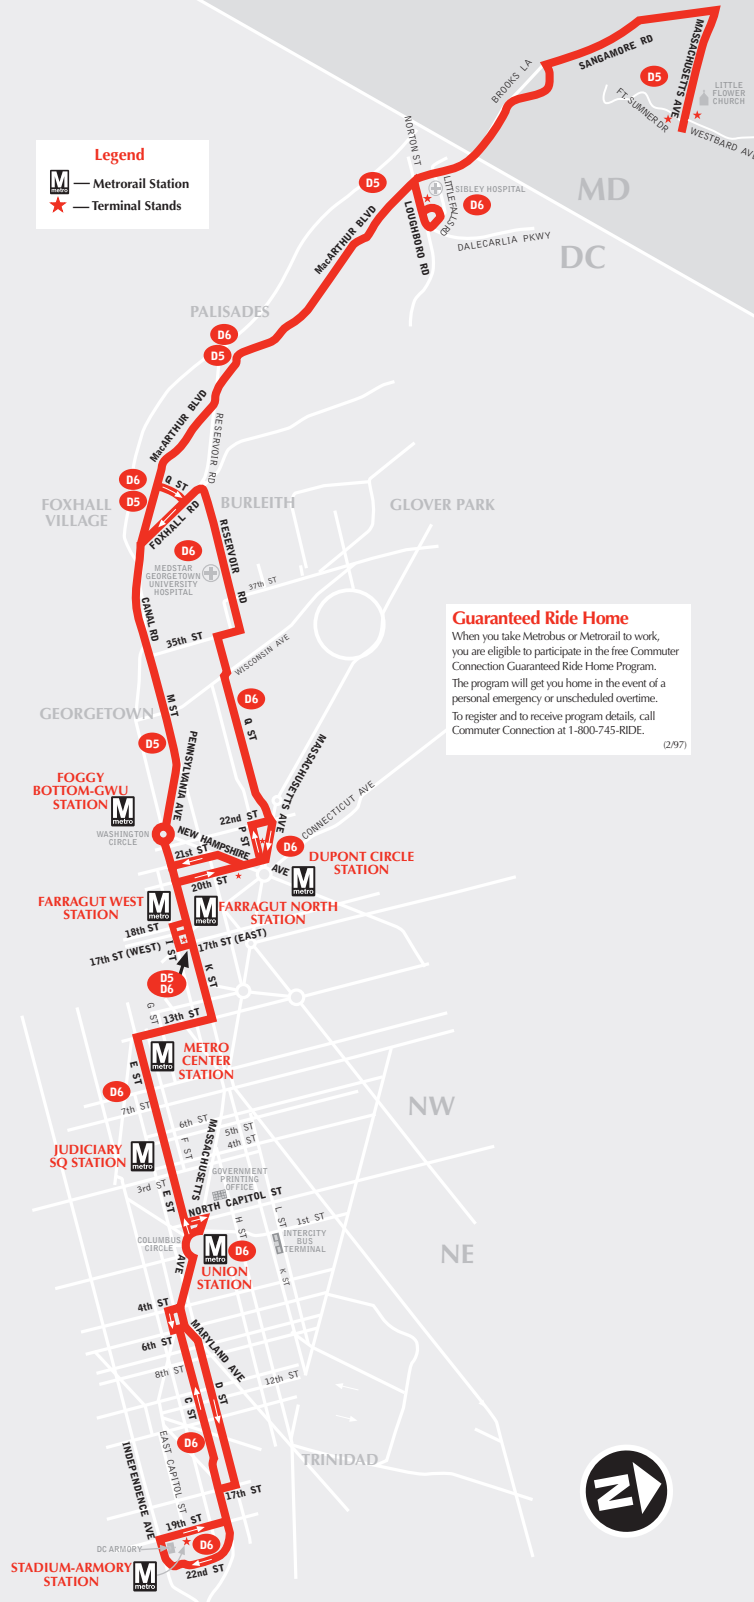 SANGAMORE RD
MASSACHUSETTS AVE
BROOKS LA
D5
LITTLE
FLOWER
CHURCH
FT. SUMNER DR
WESTBARD AVE
NORTON ST
Legend
M
metro
— Metrorail Station
★ — Terminal Stands
D5
SIBLEY HOSPITAL
LITTLE FALLS RD
D6
MD
LOUGHBORO RD
MacARTHUR BLVD
DALECARLIA PKWY
DC
PALISADES
D6
D5
MacARTHUR BLVD
RESERVOIR RD
D6
D5
Q ST
FOXHALL
VILLAGE
BURLEITH
GLOVER PARK
FOXHALL RD
RESERVOIR
RD
D6
MEDSTAR
GEORGETOWN
UNIVERSITY
HOSPITAL
37th ST
CANAL RD
35th ST
WISCONSIN AVE
Guaranteed Ride Home
When you take Metrobus or Metrorail to work,
you are eligible to participate in the free Commuter
Connection Guaranteed Ride Home Program.
The program will get you home in the event of a
personal emergency or unscheduled overtime.
To register and to receive program details, call
Commuter Connection at 1-800-745-RIDE.
(2/97)
D6
M ST
GEORGETOWN
Q ST
D5
PENNSYLVANIA AVE
MASSACHUSETTS AVE
FOGGY
BOTTOM-GWU
STATION
M
metro
CONNECTICUT AVE
22nd ST
P ST
WASHINGTON
CIRCLE
NEW HAMPSHIRE
AVE
21st ST
D6
DUPONT CIRCLE
STATION
M
metro
20th ST
FARRAGUT WEST
STATION
M
metro
M
metro
FARRAGUT NORTH
STATION
18th ST
17th ST (WEST)
I ST
17th ST (EAST)
K ST
D5
D6
G ST
13th ST
M
metro
METRO
CENTER
STATION
E ST
D6
7th ST
NW
6th ST
MASSACHUSETTS
5th ST
4th ST
F ST
JUDICIARY
SQ STATION
M
metro
GOVERNMENT
PRINTING
OFFICE
3rd ST
E ST
NORTH CAPITOL ST
L ST
1st ST
H ST
COLUMBUS
CIRCLE
M
metro
D6
INTERCITY
BUS
TERMINAL
NE
AVE
UNION
STATION
K ST
4th ST
6th ST
MARYLAND AVE
8th ST
12th ST
D ST
C ST
D6
EAST CAPITOL ST
INDEPENDENCE AVE
TRINIDAD
17th ST
N
19th ST
DC ARMORY
D6
STADIUM-ARMORY
STATION
M
metro
22nd ST